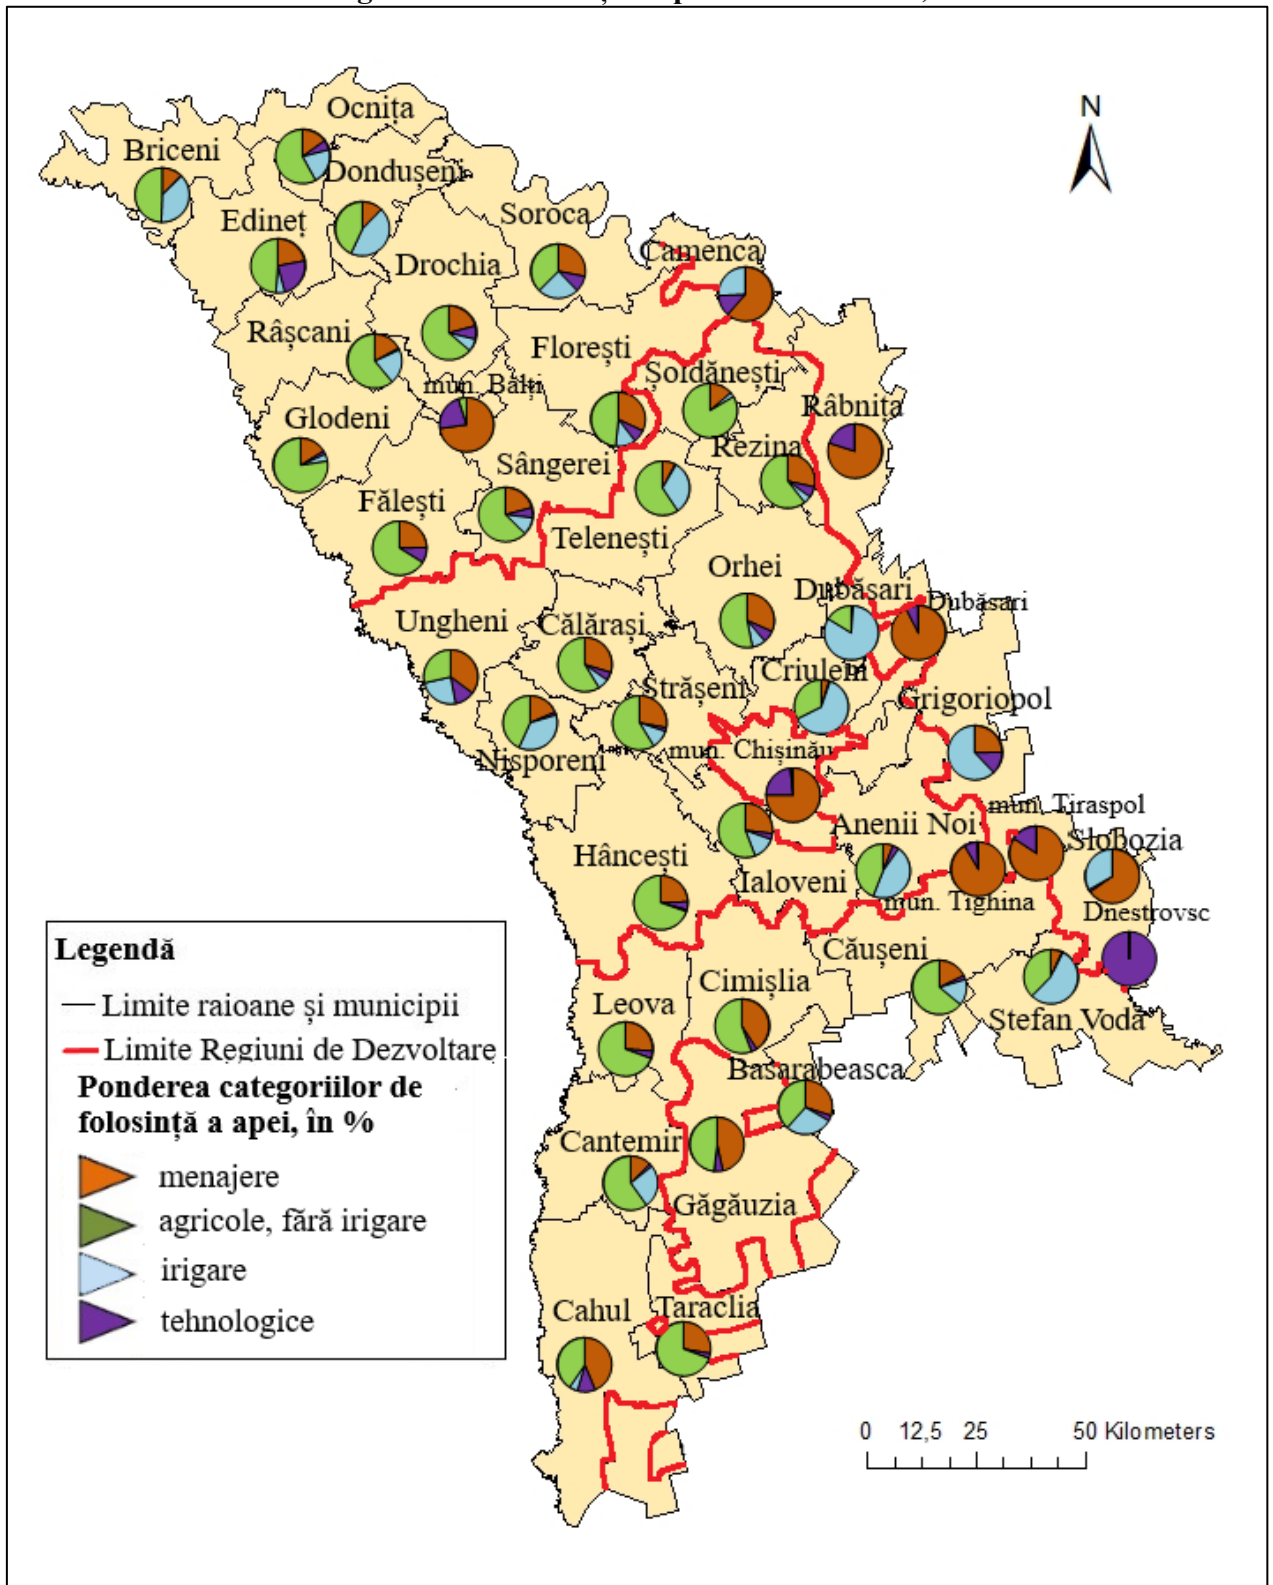 Ocnița
Briceni
Dondușeni
Edineț
Soroca
Camenca
Drochia
Râșcani
Florești
Șoldănești
mun. Bălți
Râbnița
Glodeni
Rezina
Sângerei
Fălești
Telenești
Orhei
Dubăsari
Dubăsari
Ungheni
Călărași
Criuleni
Strășeni
Grigoriopol
Nisporeni
mun. Chișinău
mun. Tiraspol
Anenii Noi
Slobozia
Hâncești
Ialoveni
mun. Tighina
Dnestrovsc
Căușeni
Cimișlia
Leova
Ștefan Vodă
Basarabeasca
Cantemir
Găgăuzia
Cahul
Taraclia
N
Legendă
Limite raioane și municipii
Limite Regiuni de Dezvoltare
Ponderea categoriilor de
folosință a apei, în %
menajere
agricole, fără irigare
irigare
tehnologice
0 12,5 25 50 Kilometers